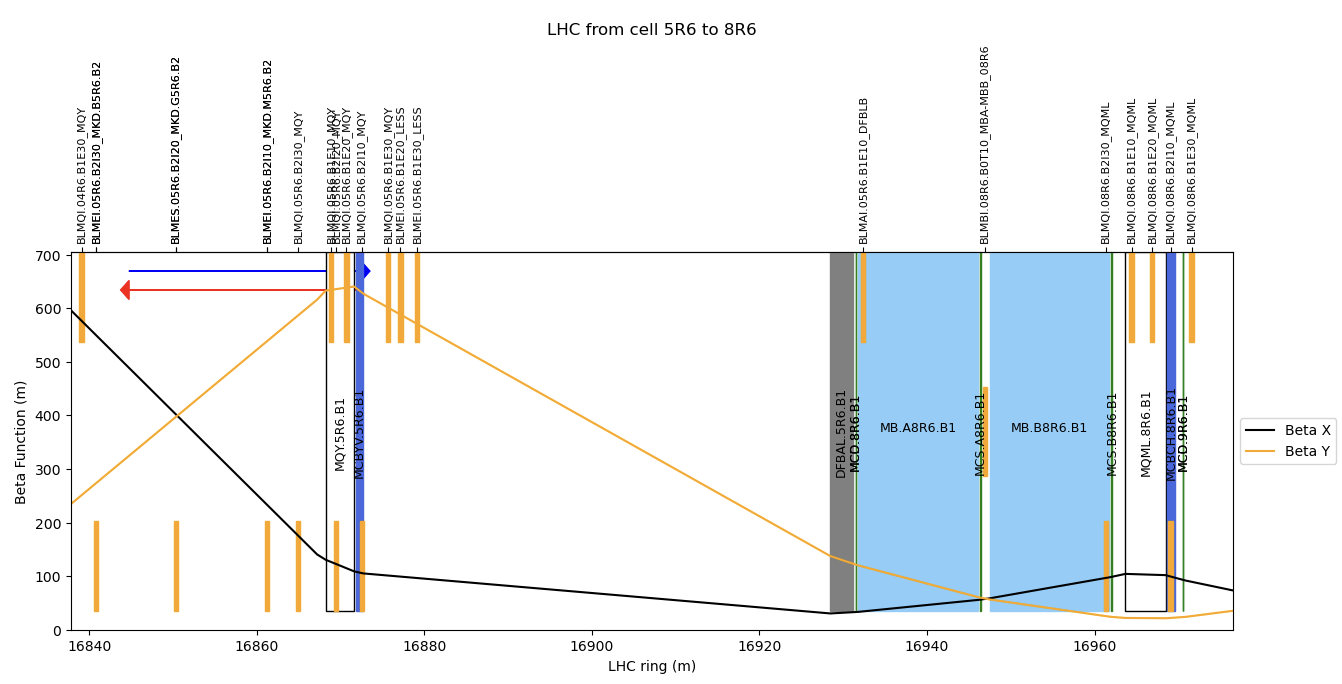 LHC from cell 5R6 to 8R6
BLMQI.04R6.B1E30_MQY
BLMEI.05R6.B2I30_MKD.B5R6.B2
BLMES.05R6.B2I20_MKD.G5R6.B2
BLMEI.05R6.B2I10_MKD.M5R6.B2
BLMQI.05R6.B2I30_MQY
BLMQI.05R6.B1E10_MQY
BLMQI.05R6.B2I20_MQY
BLMQI.05R6.B1E20_MQY
BLMQI.05R6.B2I10_MQY
BLMQI.05R6.B1E30_MQY
BLMEI.05R6.B1E20_LESS
BLMEI.05R6.B1E30_LESS
BLMAI.05R6.B1E10_DFBLB
BLMBI.08R6.B0T10_MBA-MBB_08R6
BLMQI.08R6.B2I30_MQML
BLMQI.08R6.B1E10_MQML
BLMQI.08R6.B1E20_MQML
BLMQI.08R6.B2I10_MQML
BLMQI.08R6.B1E30_MQML
700
600
500
400
300
200
100
0
Beta Function (m)
MQY.5R6.B1
MCBYV.5R6.B1
DFBAL.5R6.B1
MCD.8R6.B1
MB.A8R6.B1
MCS.A8R6.B1
MB.B8R6.B1
MCS.B8R6.B1
MQML.8R6.B1
MCBCH.8R6.B1
MCD.9R6.B1
Beta X
Beta Y
16840
16860
16880
16900
16920
16940
16960
LHC ring (m)